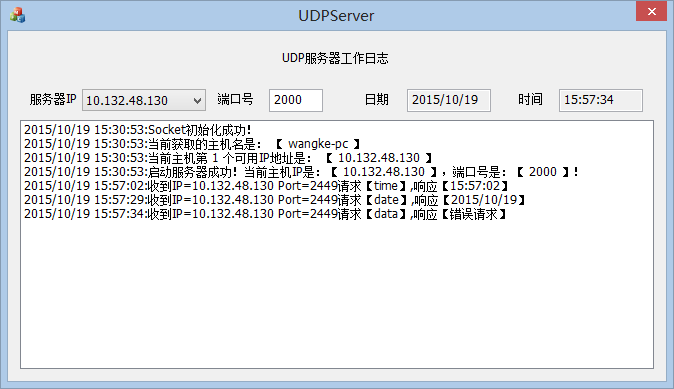 UDPServer
UDP服务器工作日志
服务器IP 10.132.48.130 端口号 2000 日期 2015/10/19 时间 15:57:34
2015/10/19 15:30:53:Socket初始化成功!
2015/10/19 15:30:53:当前获取的主机名是: 【 wangke-pc 】
2015/10/19 15:30:53:当前主机第 1 个可用IP地址是: 【 10.132.48.130 】
2015/10/19 15:30:53:启动服务器成功! 当前主机IP是: 【 10.132.48.130 】, 端口号是: 【 2000 】!
2015/10/19 15:57:02:收到IP=10.132.48.130 Port=2449请求【time】,响应【15:57:02】
2015/10/19 15:57:29:收到IP=10.132.48.130 Port=2449请求【date】,响应【2015/10/19】
2015/10/19 15:57:34:收到IP=10.132.48.130 Port=2449请求【data】,响应【错误请求】